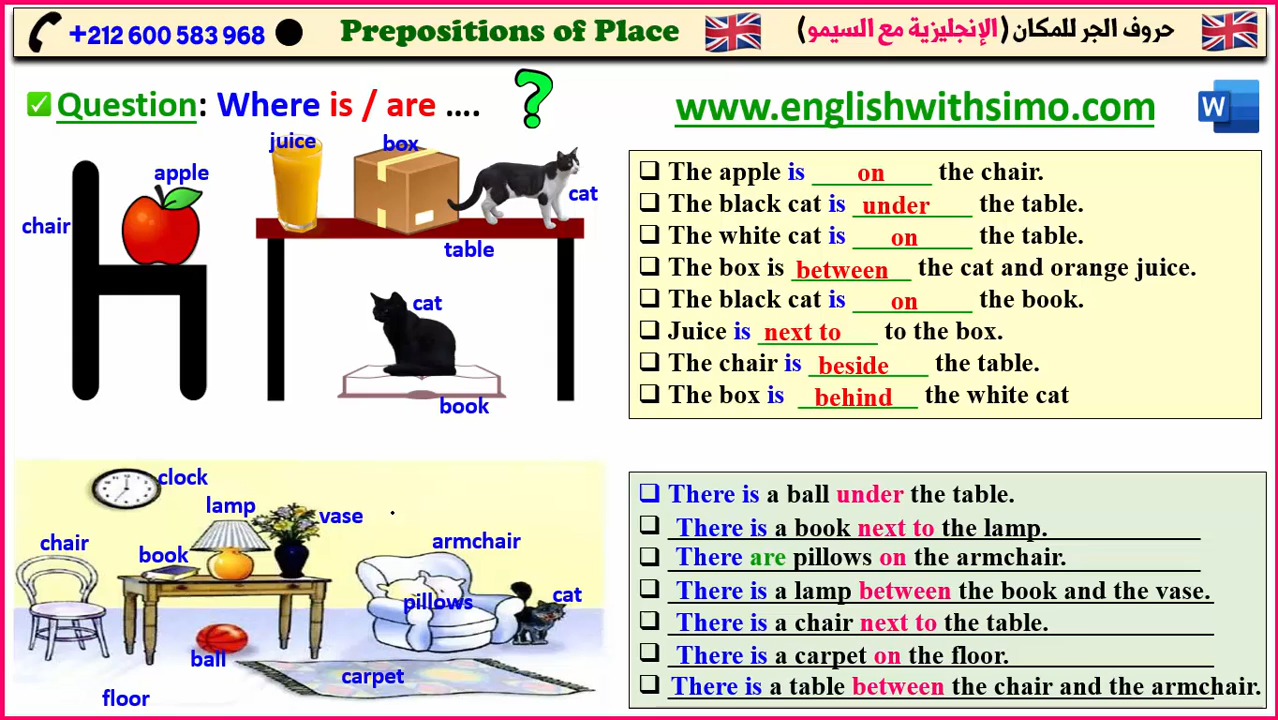 +212 600 583 968
Prepositions of Place
حروف الجر للمكان (الإنجليزية مع السيمو)
Question: Where is / are ....
?
www.englishwithsimo.com
W
juice
box
apple
cat
chair
table
cat
book
The apple is on the chair.
The black cat is under the table.
The white cat is on the table.
The box is between the cat and orange juice.
The black cat is on the book.
Juice is next to to the box.
The chair is beside the table.
The box is behind the white cat
clock
lamp
vase
chair
book
armchair
pillows
cat
ball
carpet
floor
There is a ball under the table.
There is a book next to the lamp.
There are pillows on the armchair.
There is a lamp between the book and the vase.
There is a chair next to the table.
There is a carpet on the floor.
There is a table between the chair and the armchair.